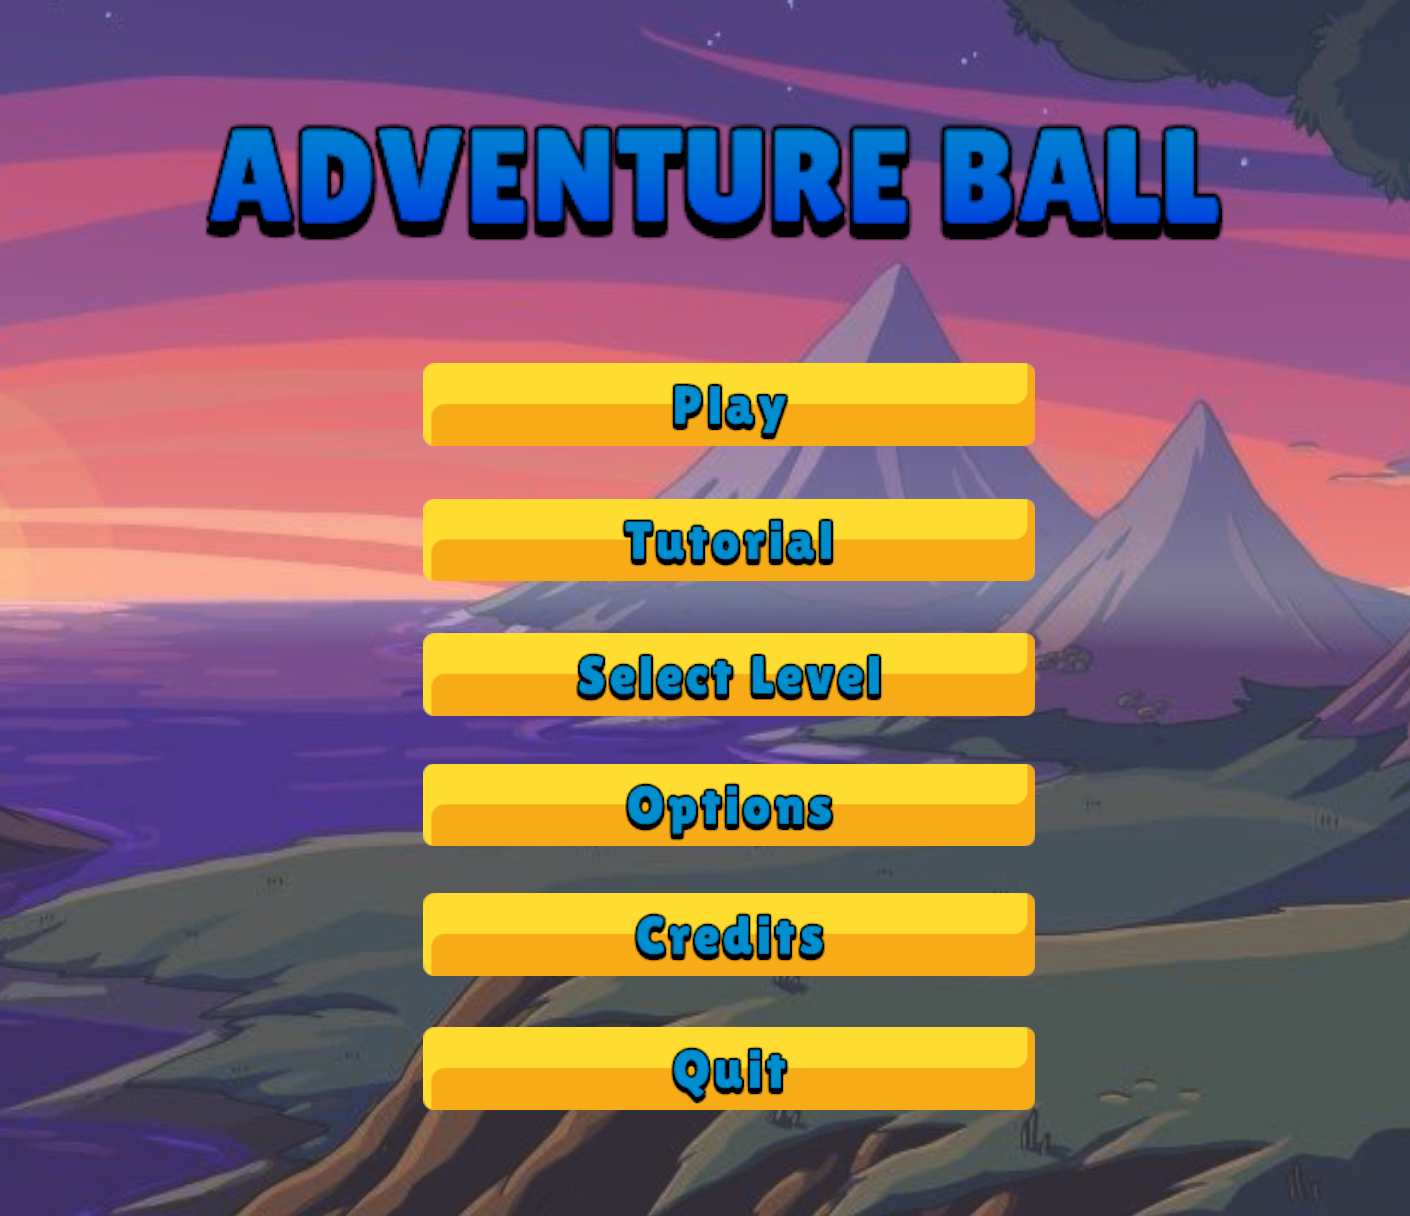 ADVENTURE BALL
Play
Tutorial
Select Level
Options
Credits
Quit